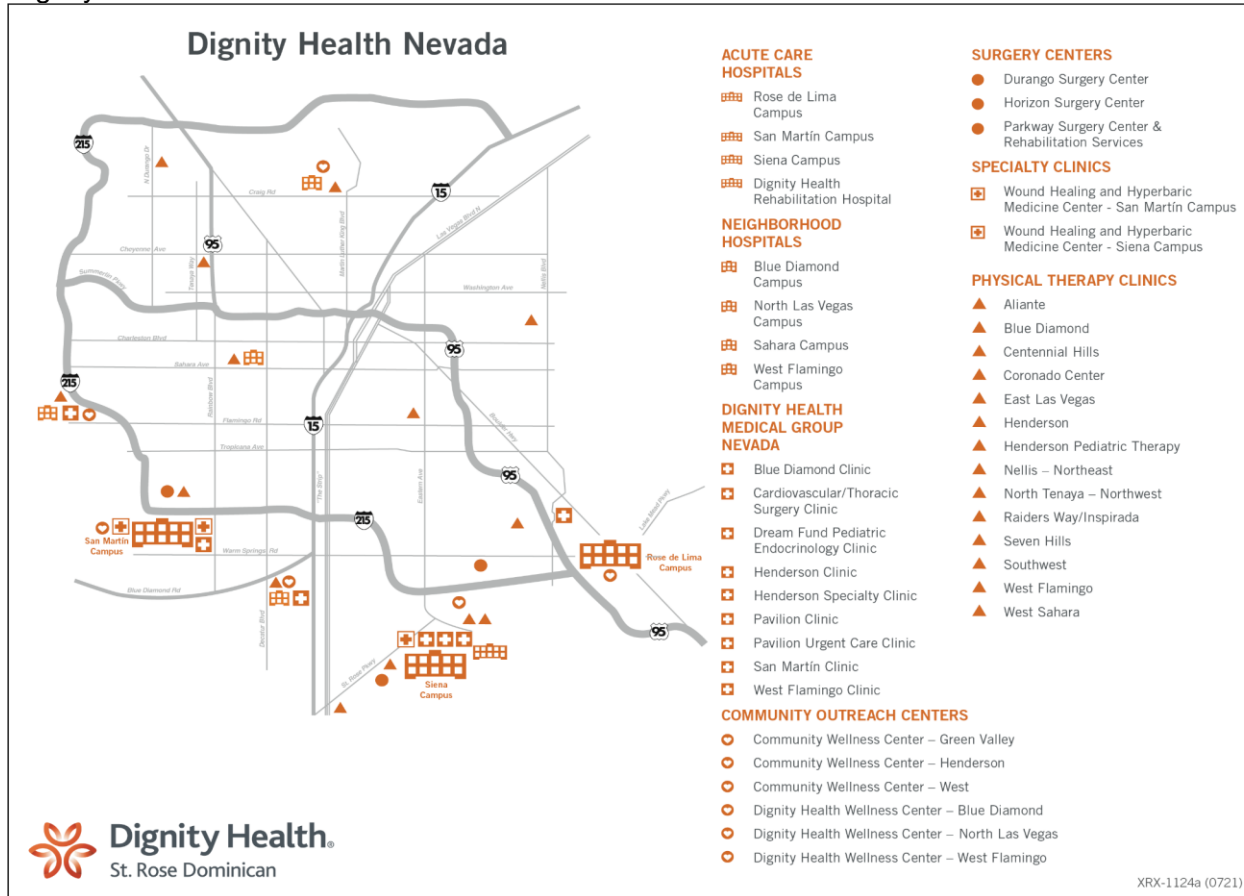 Dignity Health Nevada
215
N Durango Dr
Craig Rd
15
Las Vegas Blvd N
Martin Luther King Blvd
95
Cheyenne Ave
Tenaya Way
Nellis Blvd
Summerlin Pkwy
Washington Ave
Charleston Blvd
95
Sahara Ave
215
Rainbow Blvd
Boulder Hwy
Flamingo Rd
15
Tropicana Ave
"The Strip"
Eastern Ave
95
Lake Mead Pkwy
215
San Martín
Campus
Warm Springs Rd
Rose de Lima
Campus
Blue Diamond Rd
Decatur Blvd
95
St. Rose Pkwy
Siena
Campus
ACUTE CARE
HOSPITALS
Rose de Lima
Campus
San Martín Campus
Siena Campus
Dignity Health
Rehabilitation Hospital
NEIGHBORHOOD
HOSPITALS
Blue Diamond
Campus
North Las Vegas
Campus
Sahara Campus
West Flamingo
Campus
DIGNITY HEALTH
MEDICAL GROUP
NEVADA
Blue Diamond Clinic
Cardiovascular/Thoracic
Surgery Clinic
Dream Fund Pediatric
Endocrinology Clinic
Henderson Clinic
Henderson Specialty Clinic
Pavilion Clinic
Pavilion Urgent Care Clinic
San Martín Clinic
West Flamingo Clinic
COMMUNITY OUTREACH CENTERS
Community Wellness Center – Green Valley
Community Wellness Center – Henderson
Community Wellness Center – West
Dignity Health Wellness Center – Blue Diamond
Dignity Health Wellness Center – North Las Vegas
Dignity Health Wellness Center – West Flamingo
SURGERY CENTERS
Durango Surgery Center
Horizon Surgery Center
Parkway Surgery Center &
Rehabilitation Services
SPECIALTY CLINICS
Wound Healing and Hyperbaric
Medicine Center - San Martín Campus
Wound Healing and Hyperbaric
Medicine Center - Siena Campus
PHYSICAL THERAPY CLINICS
Aliante
Blue Diamond
Centennial Hills
Coronado Center
East Las Vegas
Henderson
Henderson Pediatric Therapy
Nellis – Northeast
North Tenaya – Northwest
Raiders Way/Inspirada
Seven Hills
Southwest
West Flamingo
West Sahara
Dignity Health®
St. Rose Dominican
XRX-1124a (0721)